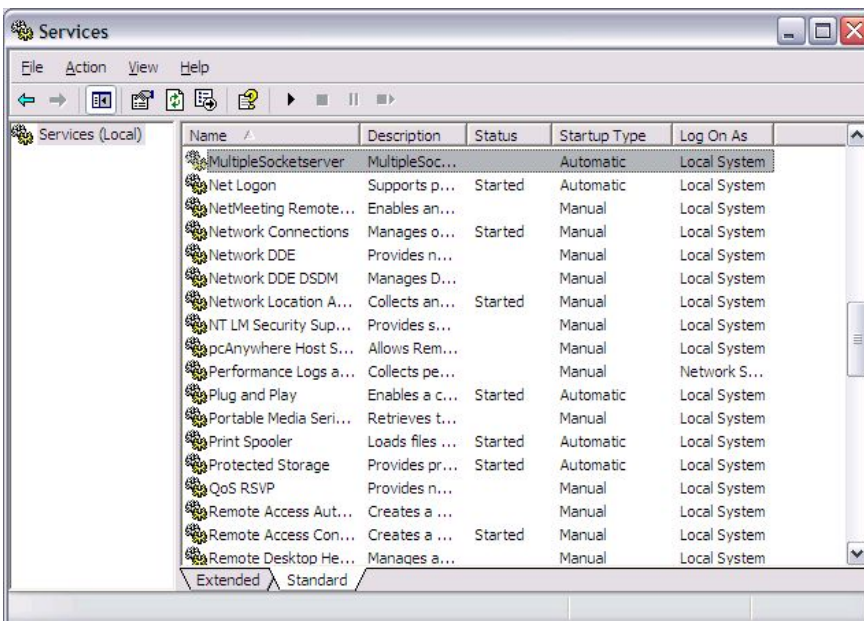 Services
File Action View Help
Services (Local)
Name Description Status Startup Type Log On As
MultipleSocketserver MultipleSoc... Automatic Local System
Net Logon Supports p... Started Automatic Local System
NetMeeting Remote... Enables an... Manual Local System
Network Connections Manages o... Started Manual Local System
Network DDE Provides n... Manual Local System
Network DDE DSDM Manages D... Manual Local System
Network Location A... Collects an... Started Manual Local System
NT LM Security Sup... Provides s... Manual Local System
pcAnywhere Host S... Allows Rem... Manual Local System
Performance Logs a... Collects pe... Manual Network S...
Plug and Play Enables a c... Started Automatic Local System
Portable Media Seri... Retrieves t... Manual Local System
Print Spooler Loads files ... Started Automatic Local System
Protected Storage Provides pr... Started Automatic Local System
QoS RSVP Provides n... Manual Local System
Remote Access Aut... Creates a ... Manual Local System
Remote Access Con... Creates a ... Started Manual Local System
Remote Desktop He... Manages a... Manual Local System
Extended Standard